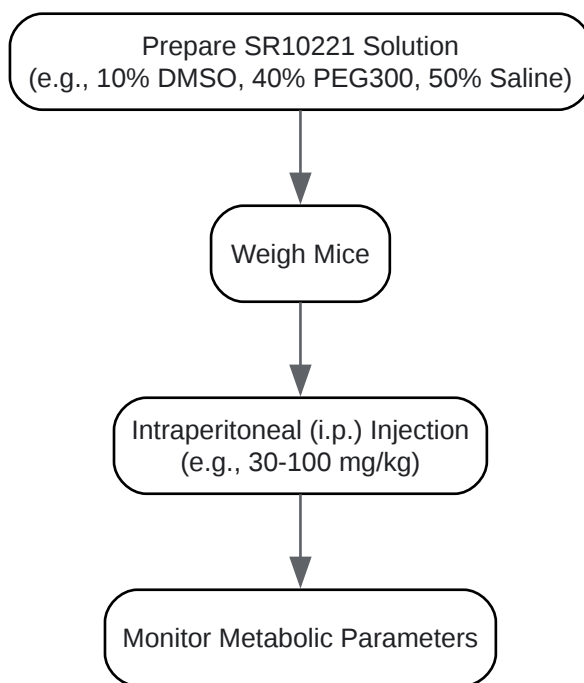 Prepare SR10221 Solution
(e.g., 10% DMSO, 40% PEG300, 50% Saline)
Weigh Mice
Intraperitoneal (i.p.) Injection
(e.g., 30-100 mg/kg)
Monitor Metabolic Parameters